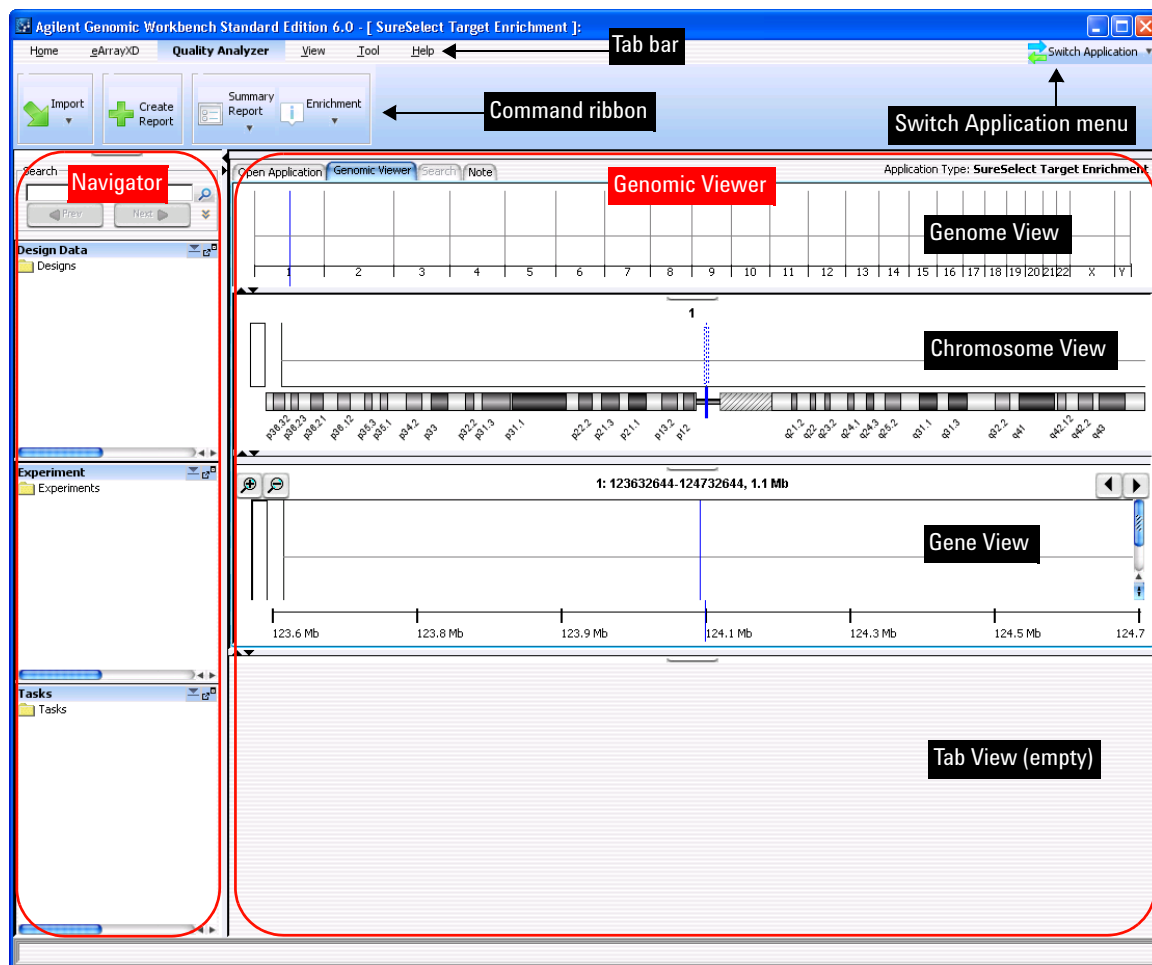 Agilent Genomic Workbench Standard Edition 6.0 - [ SureSelect Target Enrichment ]:
Home eArrayXD Quality Analyzer View Tool Help
Tab bar
Switch Application
Import
Create Report
Summary Report
Enrichment
Command ribbon
Switch Application menu
Search
Navigator
Prev Next
Design Data
Designs
Experiment
Experiments
Tasks
Tasks
Open Application Genomic Viewer Search Note
Application Type: SureSelect Target Enrichment
Genomic Viewer
Genome View
1 2 3 4 5 6 7 8 9 10 11 12 13 14 15 16 17 18 19 20 21 22 X Y
1
Chromosome View
p36.32 p36.23 p36.21 p36.12 p35.3 p35.1 p34.2 p33 p32.2 p31.3 p31.1 p22.2 p21.3 p21.1 p13.2 p12 q21.2 q22 q23.2 q24.1 q24.3 q25.2 q31.1 q31.3 q32.2 q41 q42.12 q42.2 q43
1: 123632644-124732644, 1.1 Mb
Gene View
123.6 Mb 123.8 Mb 123.9 Mb 124.1 Mb 124.3 Mb 124.5 Mb 124.7
Tab View (empty)